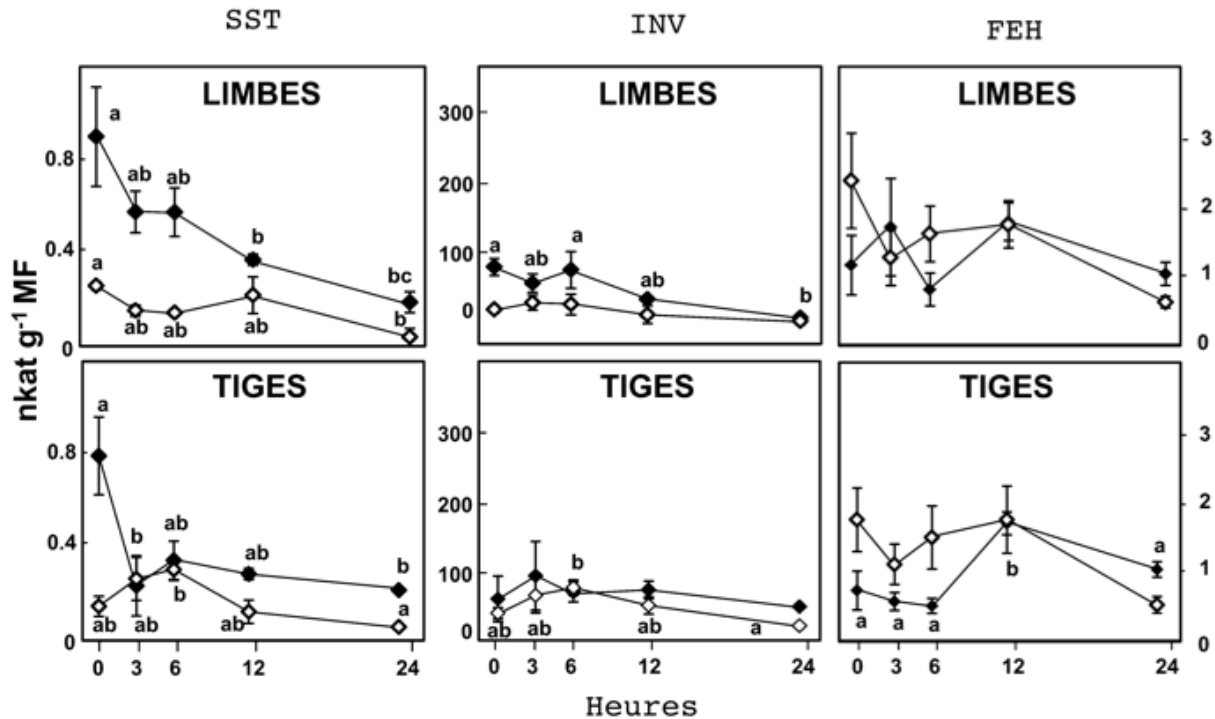 SST INV FEH
LIMBES LIMBES LIMBES
a
ab ab
b
bc
a
ab ab ab
b
0.8
0.4
0
a ab a ab b
300
200
100
0
3
2
1
0
nkat g-1 MF
TIGES TIGES TIGES
a
b ab ab b
ab ab b ab a
0.8
0.4
0
b
ab ab ab a
300
200
100
0
a
b
a a a
3
2
1
0
0 3 6 12 24 0 3 6 12 24 0 3 6 12 24
Heures